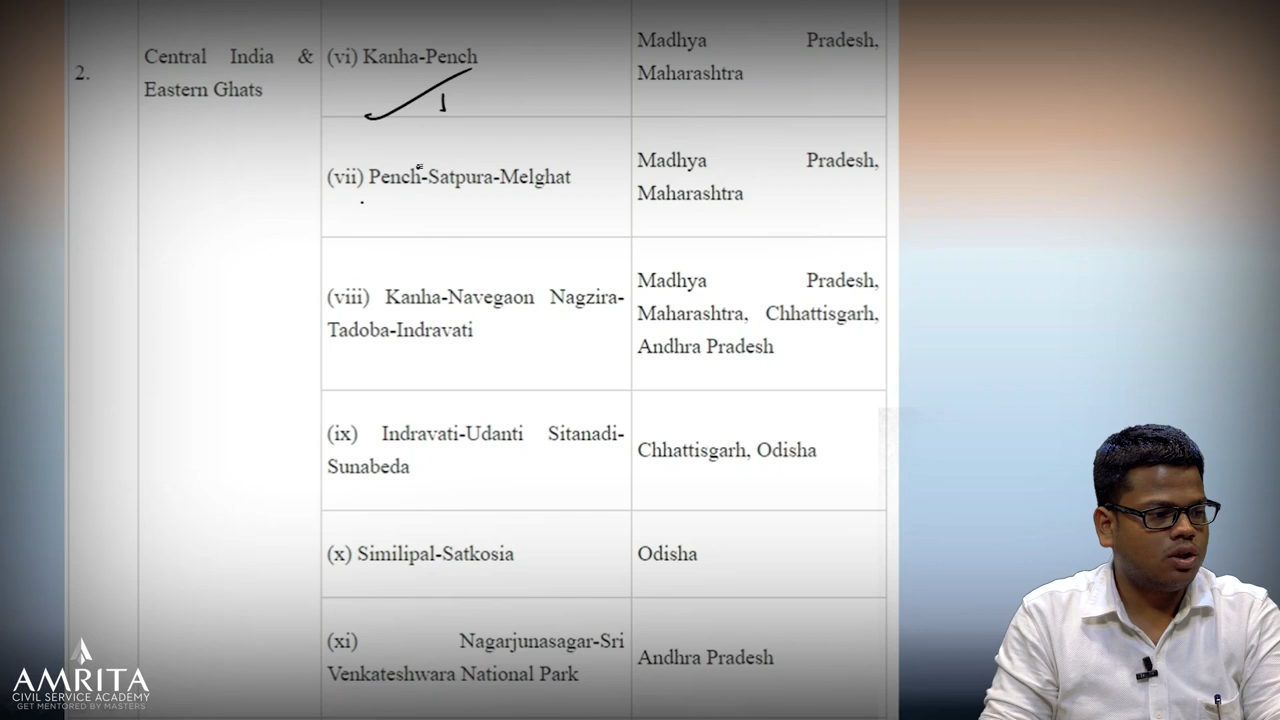 2.
Central India &
Eastern Ghats
(vi) Kanha-Pench
Madhya Pradesh,
Maharashtra
(vii) Pench-Satpura-Melghat
Madhya Pradesh,
Maharashtra
(viii) Kanha-Navegaon Nagzira-
Tadoba-Indravati
Madhya Pradesh,
Maharashtra, Chhattisgarh,
Andhra Pradesh
(ix) Indravati-Udanti Sitanadi-
Sunabeda
Chhattisgarh, Odisha
(x) Similipal-Satkosia
Odisha
(xi) Nagarjunasagar-Sri
Venkateshwara National Park
Andhra Pradesh
AMRITA
CIVIL SERVICE ACADEMY
GET MENTORED BY MASTERS